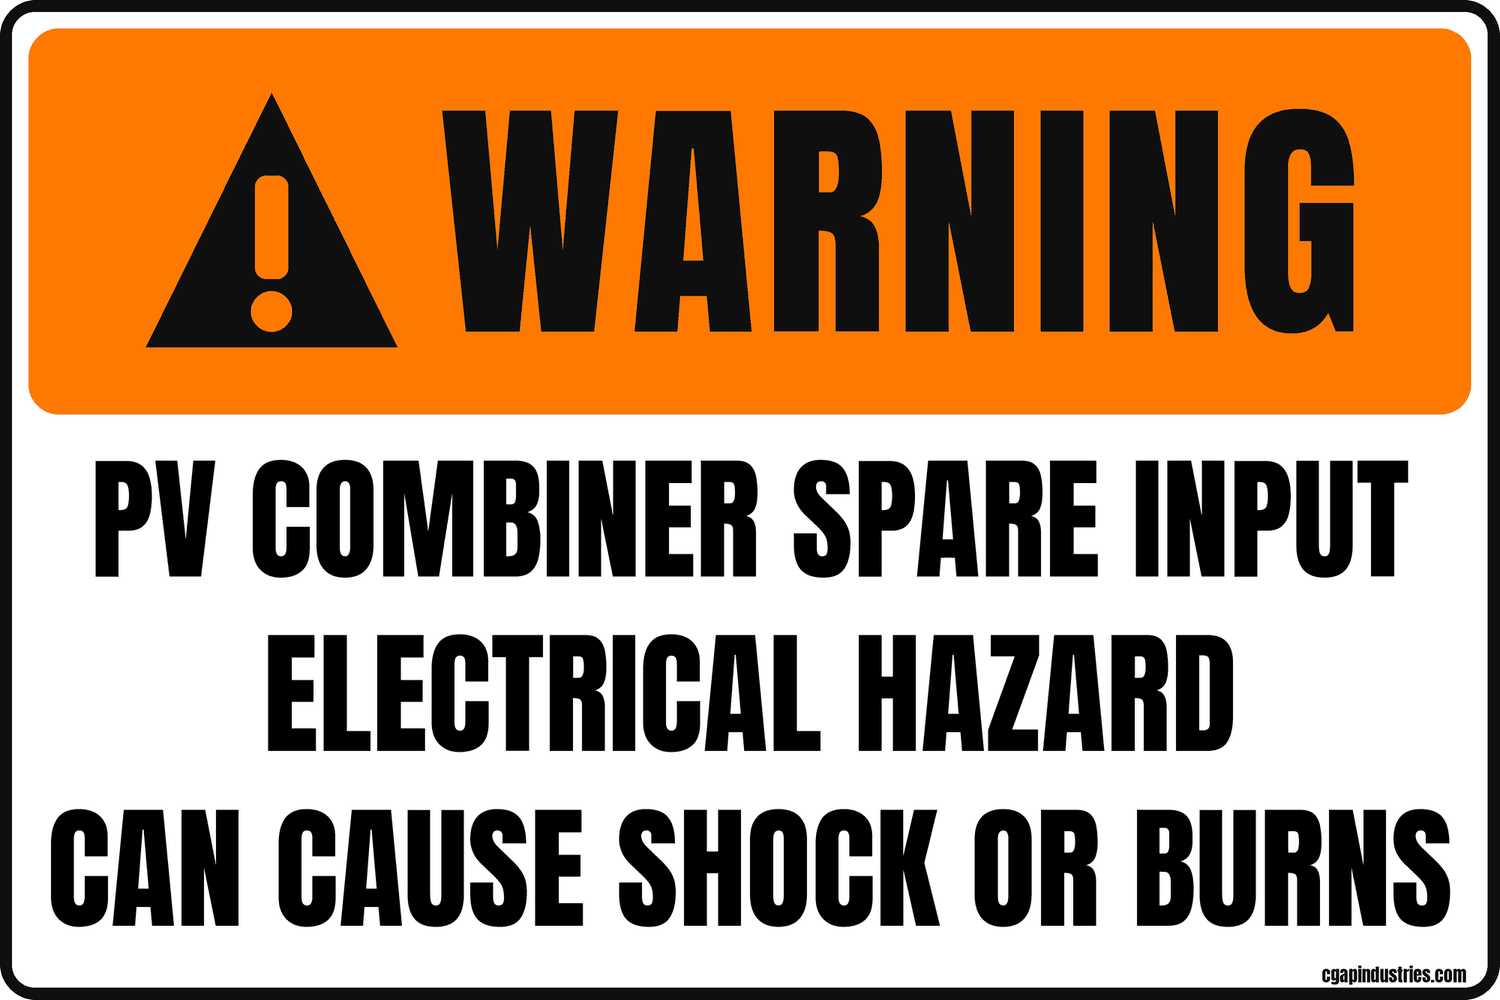 WARNING
PV COMBINER SPARE INPUT
ELECTRICAL HAZARD
CAN CAUSE SHOCK OR BURNS
cgapindustries.com